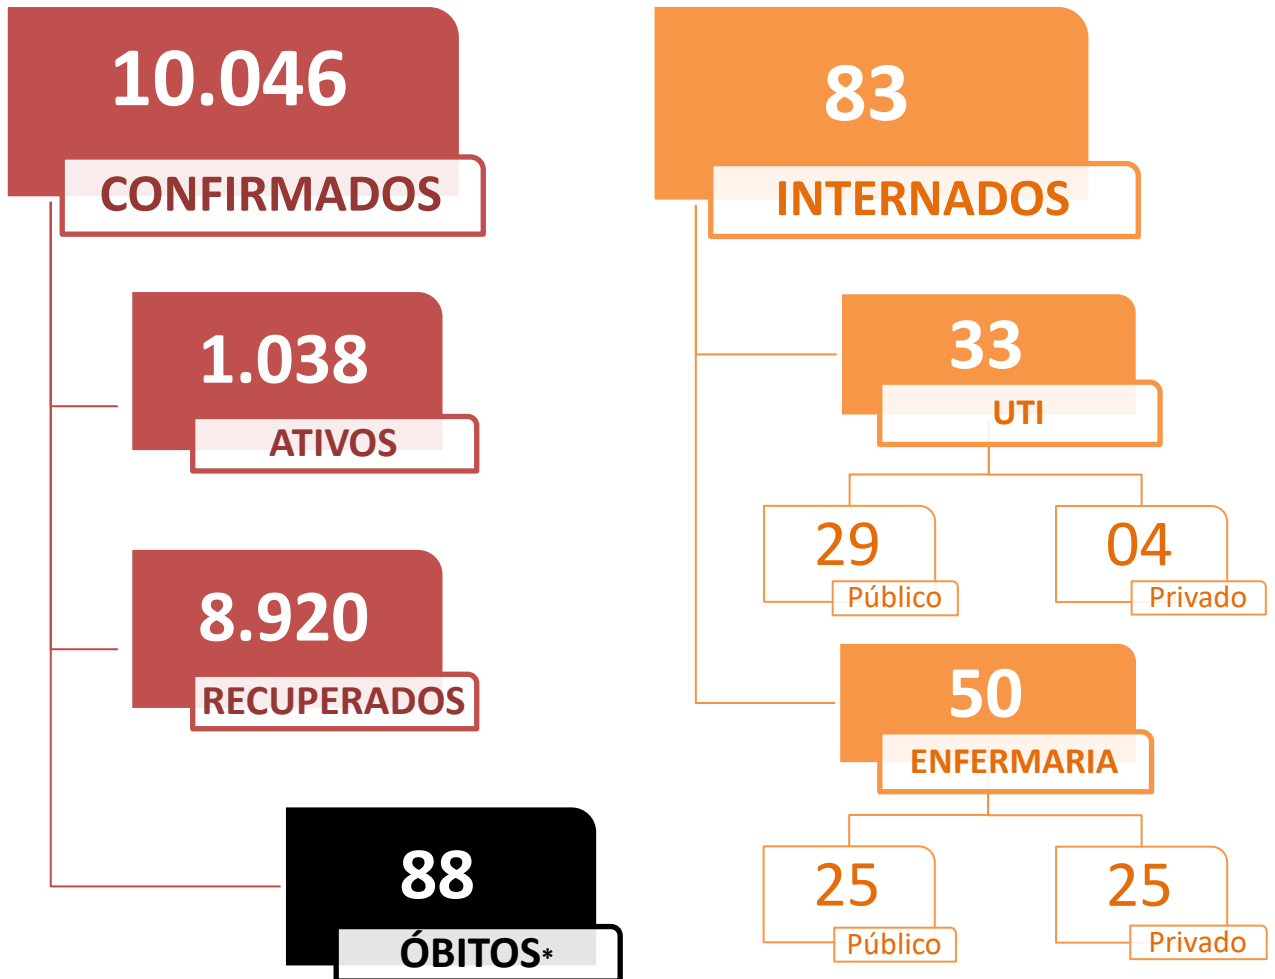 10.046
CONFIRMADOS
1.038
ATIVOS
8.920
RECUPERADOS
88
ÓBITOS*
83
INTERNADOS
33
UTI
29
Público
04
Privado
50
ENFERMARIA
25
Público
25
Privado